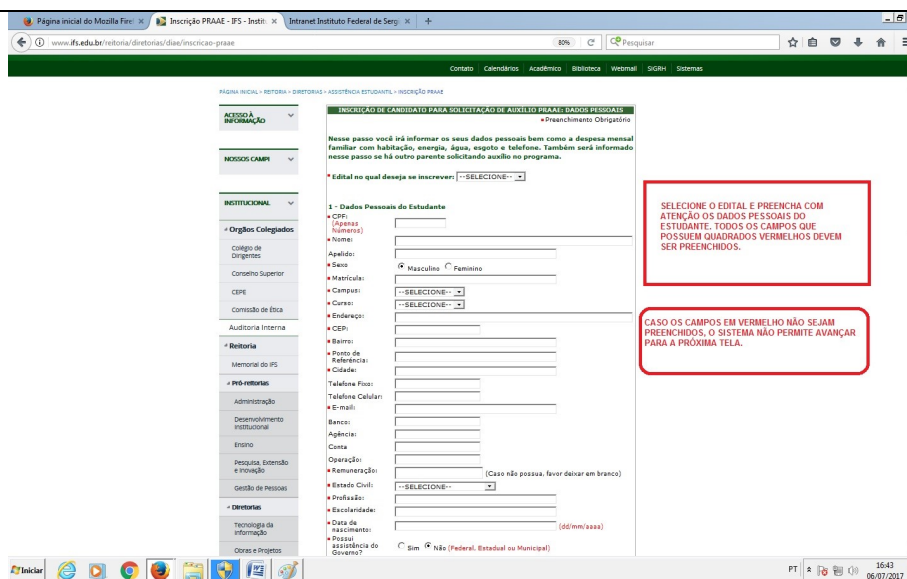 Página inicial do Mozilla Firef
Inscrição PRAAE - IFS - Institu
Intranet Instituto Federal de Sergi
www.ifs.edu.br/reitoria/diretorias/diae/inscricao-praae
80%
Pesquisar
Contato
Calendários
Acadêmico
Biblioteca
Webmail
SIGRH
Sistemas
PÁGINA INICIAL > REITORIA > DIRETORIAS > ASSISTÊNCIA ESTUDANTIL > INSCRIÇÃO PRAAE
ACESSO À
INFORMAÇÃO
NOSSOS CAMPI
INSTITUCIONAL
Orgãos Colegiados
Colégio de
Dirigentes
Conselho Superior
CEPE
Comissão de Ética
Auditoria Interna
Reitoria
Memorial do IFS
Pró-reitorias
Administração
Desenvolvimento
Institucional
Ensino
Pesquisa, Extensão
e Inovação
Gestão de Pessoas
Diretorias
Tecnologia da
Informação
Obras e Projetos
INSCRIÇÃO DE CANDIDATO PARA SOLICITAÇÃO DE AUXÍLIO PRAAE: DADOS PESSOAIS
Preenchimento Obrigatório
Nesse passo você irá informar os seus dados pessoais bem como a despesa mensal
familiar com habitação, energia, água, esgoto e telefone. Também será informado
nesse passo se há outro parente solicitando auxílio no programa.
Edital no qual deseja se inscrever: --SELECIONE--
1 - Dados Pessoais do Estudante
CPF:
(Apenas
Números)
Nome:
Apelido:
Sexo Masculino Feminino
Matrícula:
Campus: --SELECIONE--
Curso: --SELECIONE--
Endereço:
CEP:
Bairro:
Ponto de
Referência:
Cidade:
Telefone Fixo:
Telefone Celular:
E-mail:
Banco:
Agência:
Conta
Operação:
Remuneração: (Caso não possua, favor deixar em branco)
Estado Civil: --SELECIONE--
Profissão:
Escolaridade:
Data de
nascimento: (dd/mm/aaaa)
Possui
assistência do
Governo? Sim Não (Federal, Estadual ou Municipal)
SELECIONE O EDITAL E PREENCHA COM
ATENÇÃO OS DADOS PESSOAIS DO
ESTUDANTE. TODOS OS CAMPOS QUE
POSSUEM QUADRADOS VERMELHOS DEVEM
SER PREENCHIDOS.
CASO OS CAMPOS EM VERMELHO NÃO SEJAM
PREENCHIDOS, O SISTEMA NÃO PERMITE AVANÇAR
PARA A PRÓXIMA TELA.
Iniciar
PT
16:43
06/07/2017